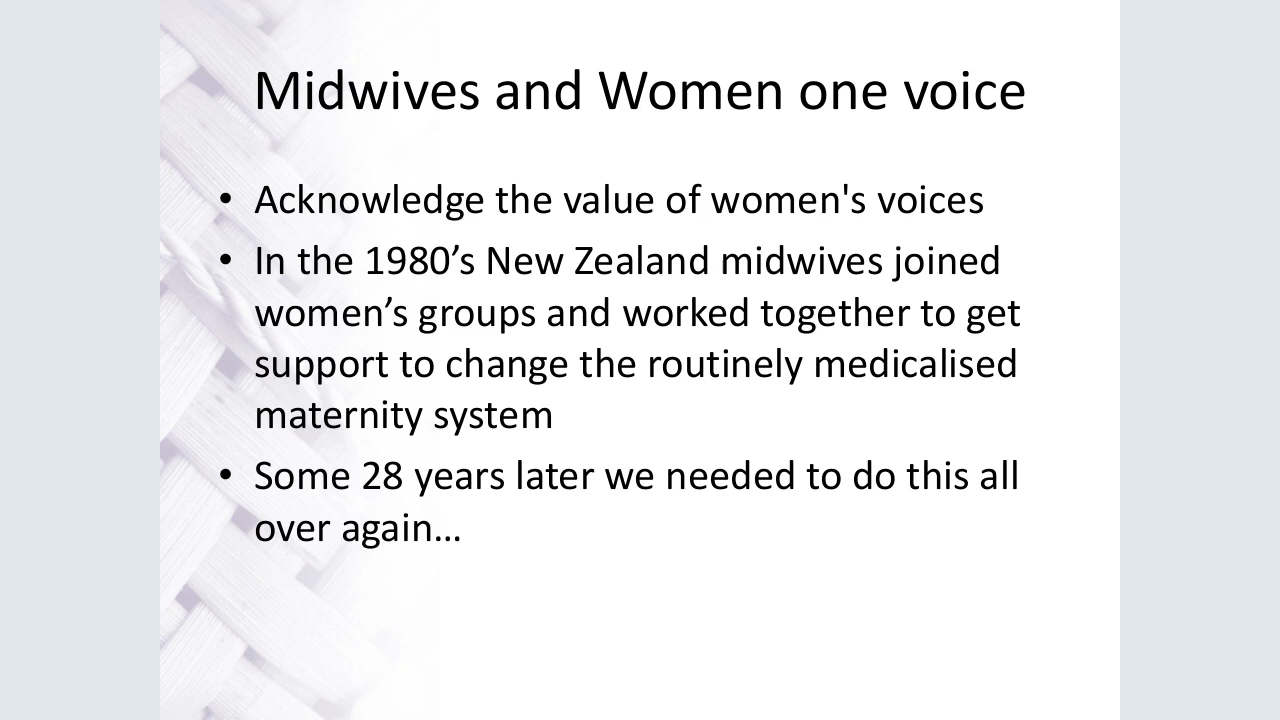 Midwives and Women one voice
• Acknowledge the value of women's voices
• In the 1980’s New Zealand midwives joined
women’s groups and worked together to get
support to change the routinely medicalised
maternity system
• Some 28 years later we needed to do this all
over again…